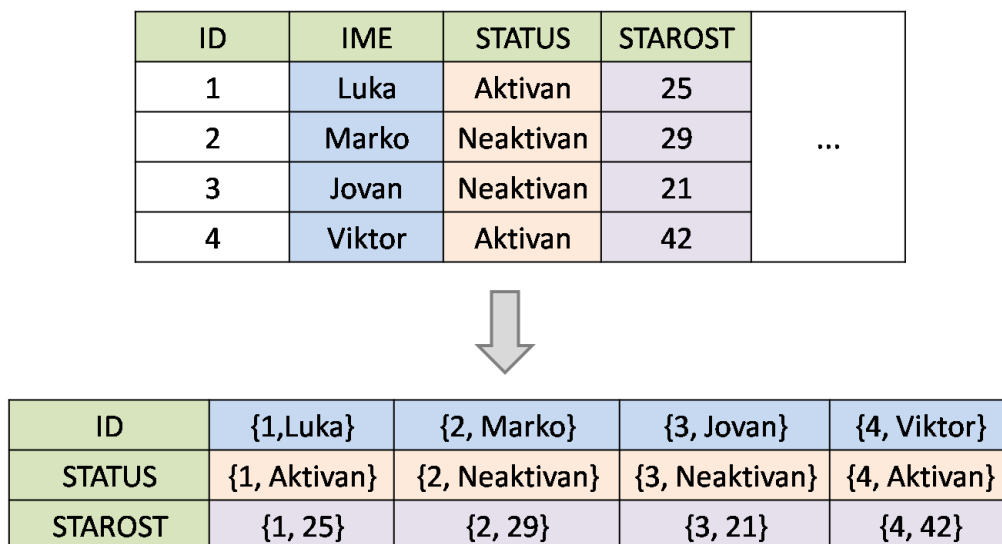 ID IME STATUS STAROST
1 Luka Aktivan 25
2 Marko Neaktivan 29 ...
3 Jovan Neaktivan 21
4 Viktor Aktivan 42
ID {1,Luka} {2, Marko} {3, Jovan} {4, Viktor}
STATUS {1, Aktivan} {2, Neaktivan} {3, Neaktivan} {4, Aktivan}
STAROST {1, 25} {2, 29} {3, 21} {4, 42}